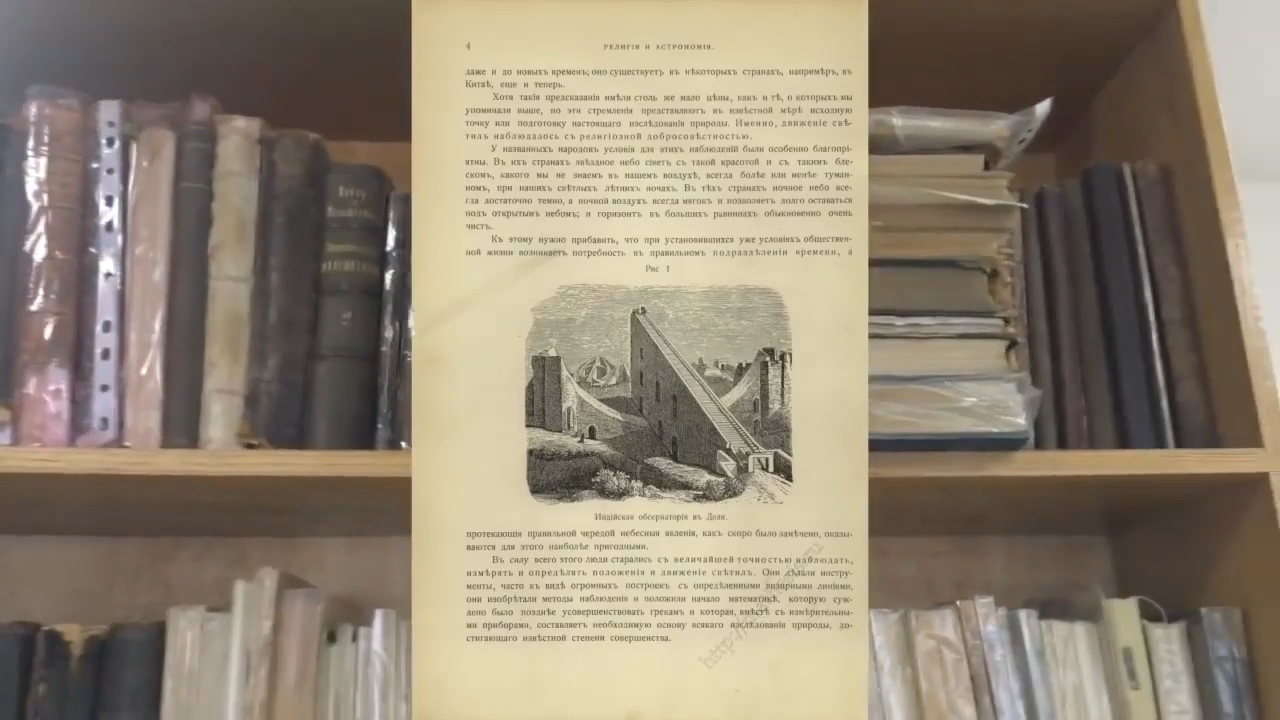 4
РЕЛИГІЯ И АСТРОНОМІЯ.
даже и до новыхъ временъ; оно существуетъ въ нѣкоторыхъ странахъ, напримѣръ, въ
Китаѣ, еще и теперь.
Хотя такія предсказанія имѣли столь же мало цѣны, какъ и тѣ, о которыхъ мы
упоминали выше, но эти стремленія представляютъ въ извѣстной мѣрѣ исходную
точку или подготовку настоящаго изслѣдованія природы. Именно, движеніе свѣ-
тилъ наблюдалось съ религіозной добросовѣстностью.
У названныхъ народовъ условія для этихъ наблюденій были особенно благопрі-
ятны. Въ ихъ странахъ звѣздное небо сіяетъ съ такой красотой и съ такимъ бле-
скомъ, какого мы не знаемъ въ нашемъ воздухѣ, всегда болѣе или менѣе туман-
номъ, при нашихъ свѣтлыхъ лѣтнихъ ночахъ. Въ тѣхъ странахъ ночное небо все-
гда достаточно темно, а ночной воздухъ всегда мягокъ и позволяетъ долго оставаться
подъ открытымъ небомъ; и горизонтъ въ большихъ равнинахъ обыкновенно очень
чистъ.
Къ этому нужно прибавить, что при установившихся уже условіяхъ обществен-
ной жизни возникаетъ потребность въ правильномъ подраздѣленіи времени, а
Рис 1
Индійская обсерваторія въ Дели.
протекающія правильной чередой небесныя явленія, какъ скоро было замѣчено, оказы-
ваются для этого наиболѣе пригодными.
Въ силу всего этого люди старались съ величайшей точностью наблюдать,
измѣрять и опредѣлять положенія и движеніе свѣтилъ. Они дѣлали инстру-
менты, часто въ видѣ огромныхъ построекъ съ опредѣленными визирными линіями,
они изобрѣтали методы наблюденія и положили начало математикѣ, которую суж-
дено было позднѣе усовершенствовать грекамъ и которая, вмѣстѣ съ измѣрительны-
ми приборами, составляетъ необходимую основу всякаго изслѣдованія природы, до-
стигающаго извѣстной степени совершенства.